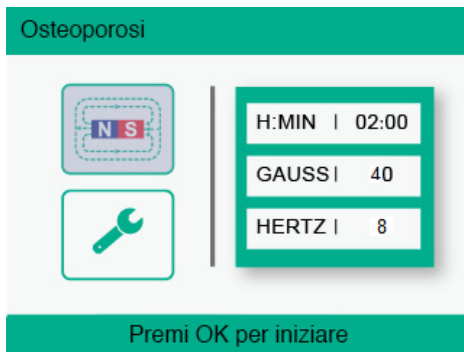 Osteoporosi
N S
H:MIN | 02:00
GAUSS | 40
HERTZ | 8
Premi OK per iniziare